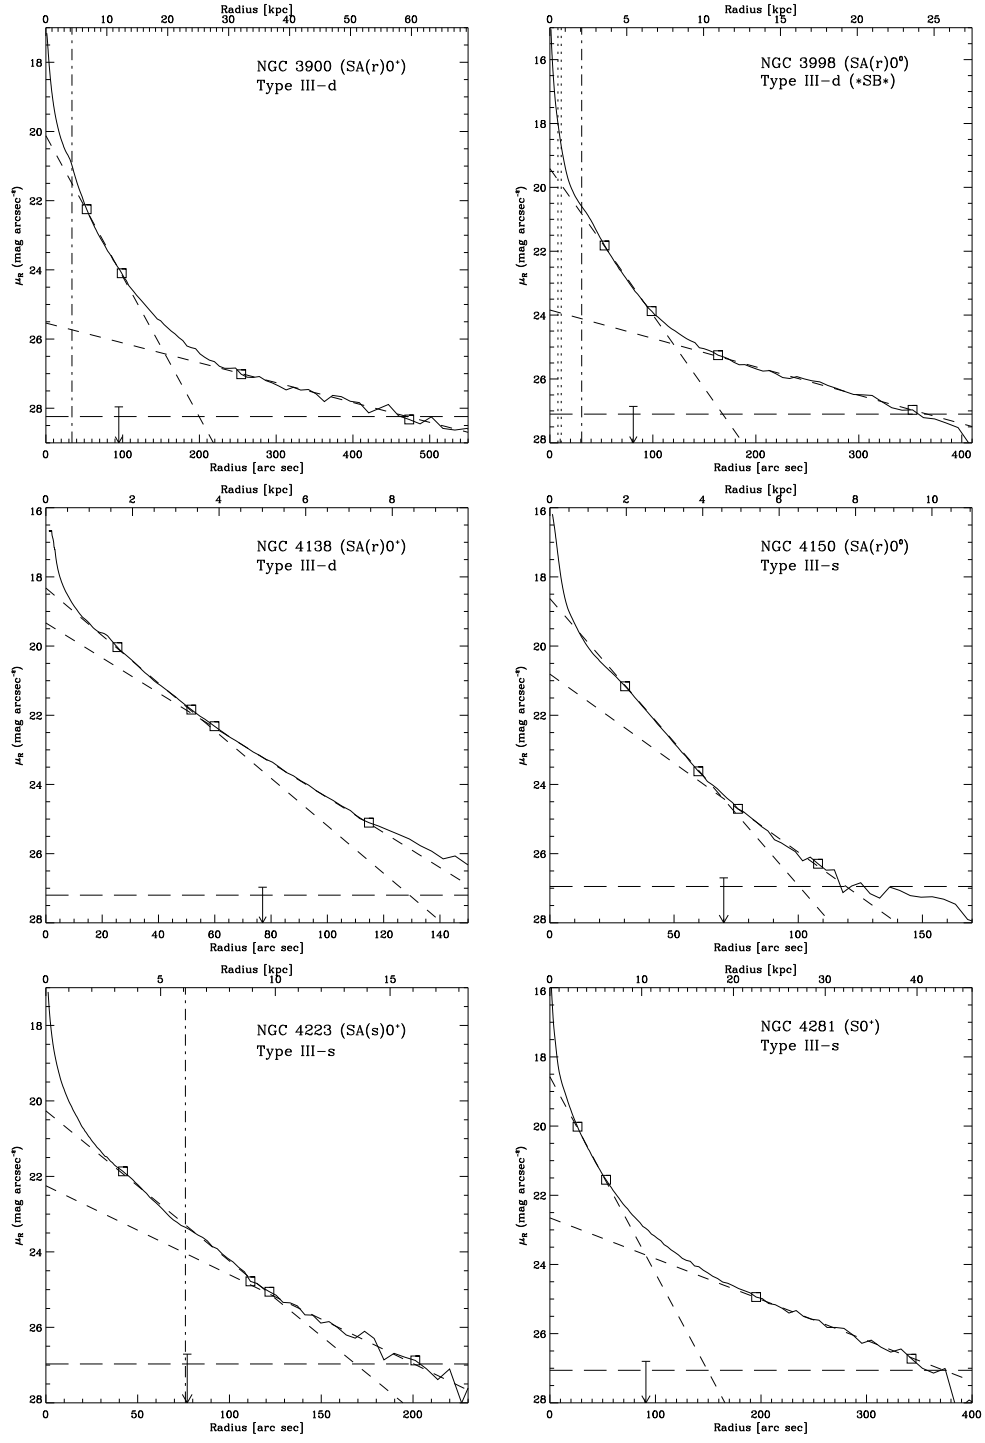 Radius [kpc]
0 10 20 30 40 50 60
NGC 3900 (SA(r)0⁺)
Type III-d
18
20
22
24
26
28
μR (mag arcsec⁻²)
0 100 200 300 400 500
Radius [arc sec]
Radius [kpc]
0 5 10 15 20 25
NGC 3998 (SA(r)0⁰)
Type III-d (*SB*)
16
18
20
22
24
26
28
μR (mag arcsec⁻²)
0 100 200 300 400
Radius [arc sec]
Radius [kpc]
0 2 4 6 8
NGC 4138 (SA(r)0⁺)
Type III-d
16
18
20
22
24
26
28
μR (mag arcsec⁻²)
0 20 40 60 80 100 120 140
Radius [arc sec]
Radius [kpc]
0 2 4 6 8 10
NGC 4150 (SA(r)0⁰)
Type III-s
16
18
20
22
24
26
28
μR (mag arcsec⁻²)
0 50 100 150
Radius [arc sec]
Radius [kpc]
0 5 10 15
NGC 4223 (SA(s)0⁺)
Type III-s
18
20
22
24
26
28
μR (mag arcsec⁻²)
0 50 100 150 200
Radius [arc sec]
Radius [kpc]
0 10 20 30 40
NGC 4281 (S0⁺)
Type III-s
16
18
20
22
24
26
28
μR (mag arcsec⁻²)
0 100 200 300 400
Radius [arc sec]